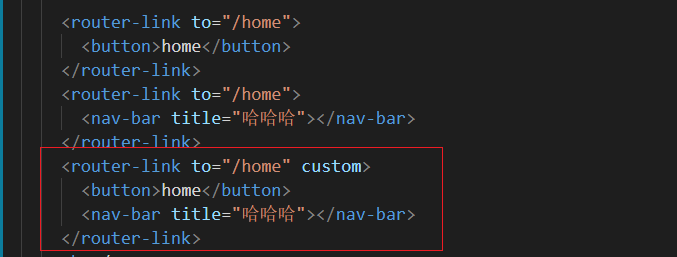 <router-link to="/home">
<button>home</button>
</router-link>
<router-link to="/home">
<nav-bar title="哈哈哈"></nav-bar>
</router-link>
<router-link to="/home" custom>
<button>home</button>
<nav-bar title="哈哈哈"></nav-bar>
</router-link>